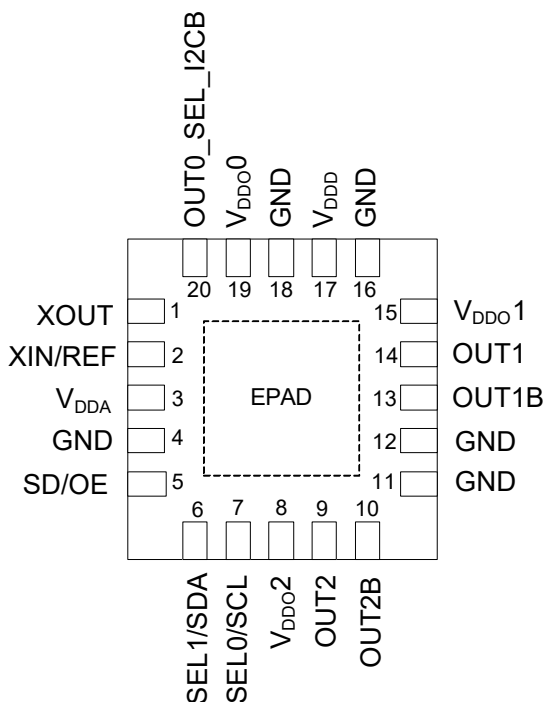 OUT0_SEL_I2CB
VDDO0
GND
VDDD
GND
20
19
18
17
16
XOUT
1
XIN/REF
2
VDDA
3
GND
4
SD/OE
5
EPAD
15
VDDO1
14
OUT1
13
OUT1B
12
GND
11
GND
6
7
8
9
10
SEL1/SDA
SEL0/SCL
VDDO2
OUT2
OUT2B